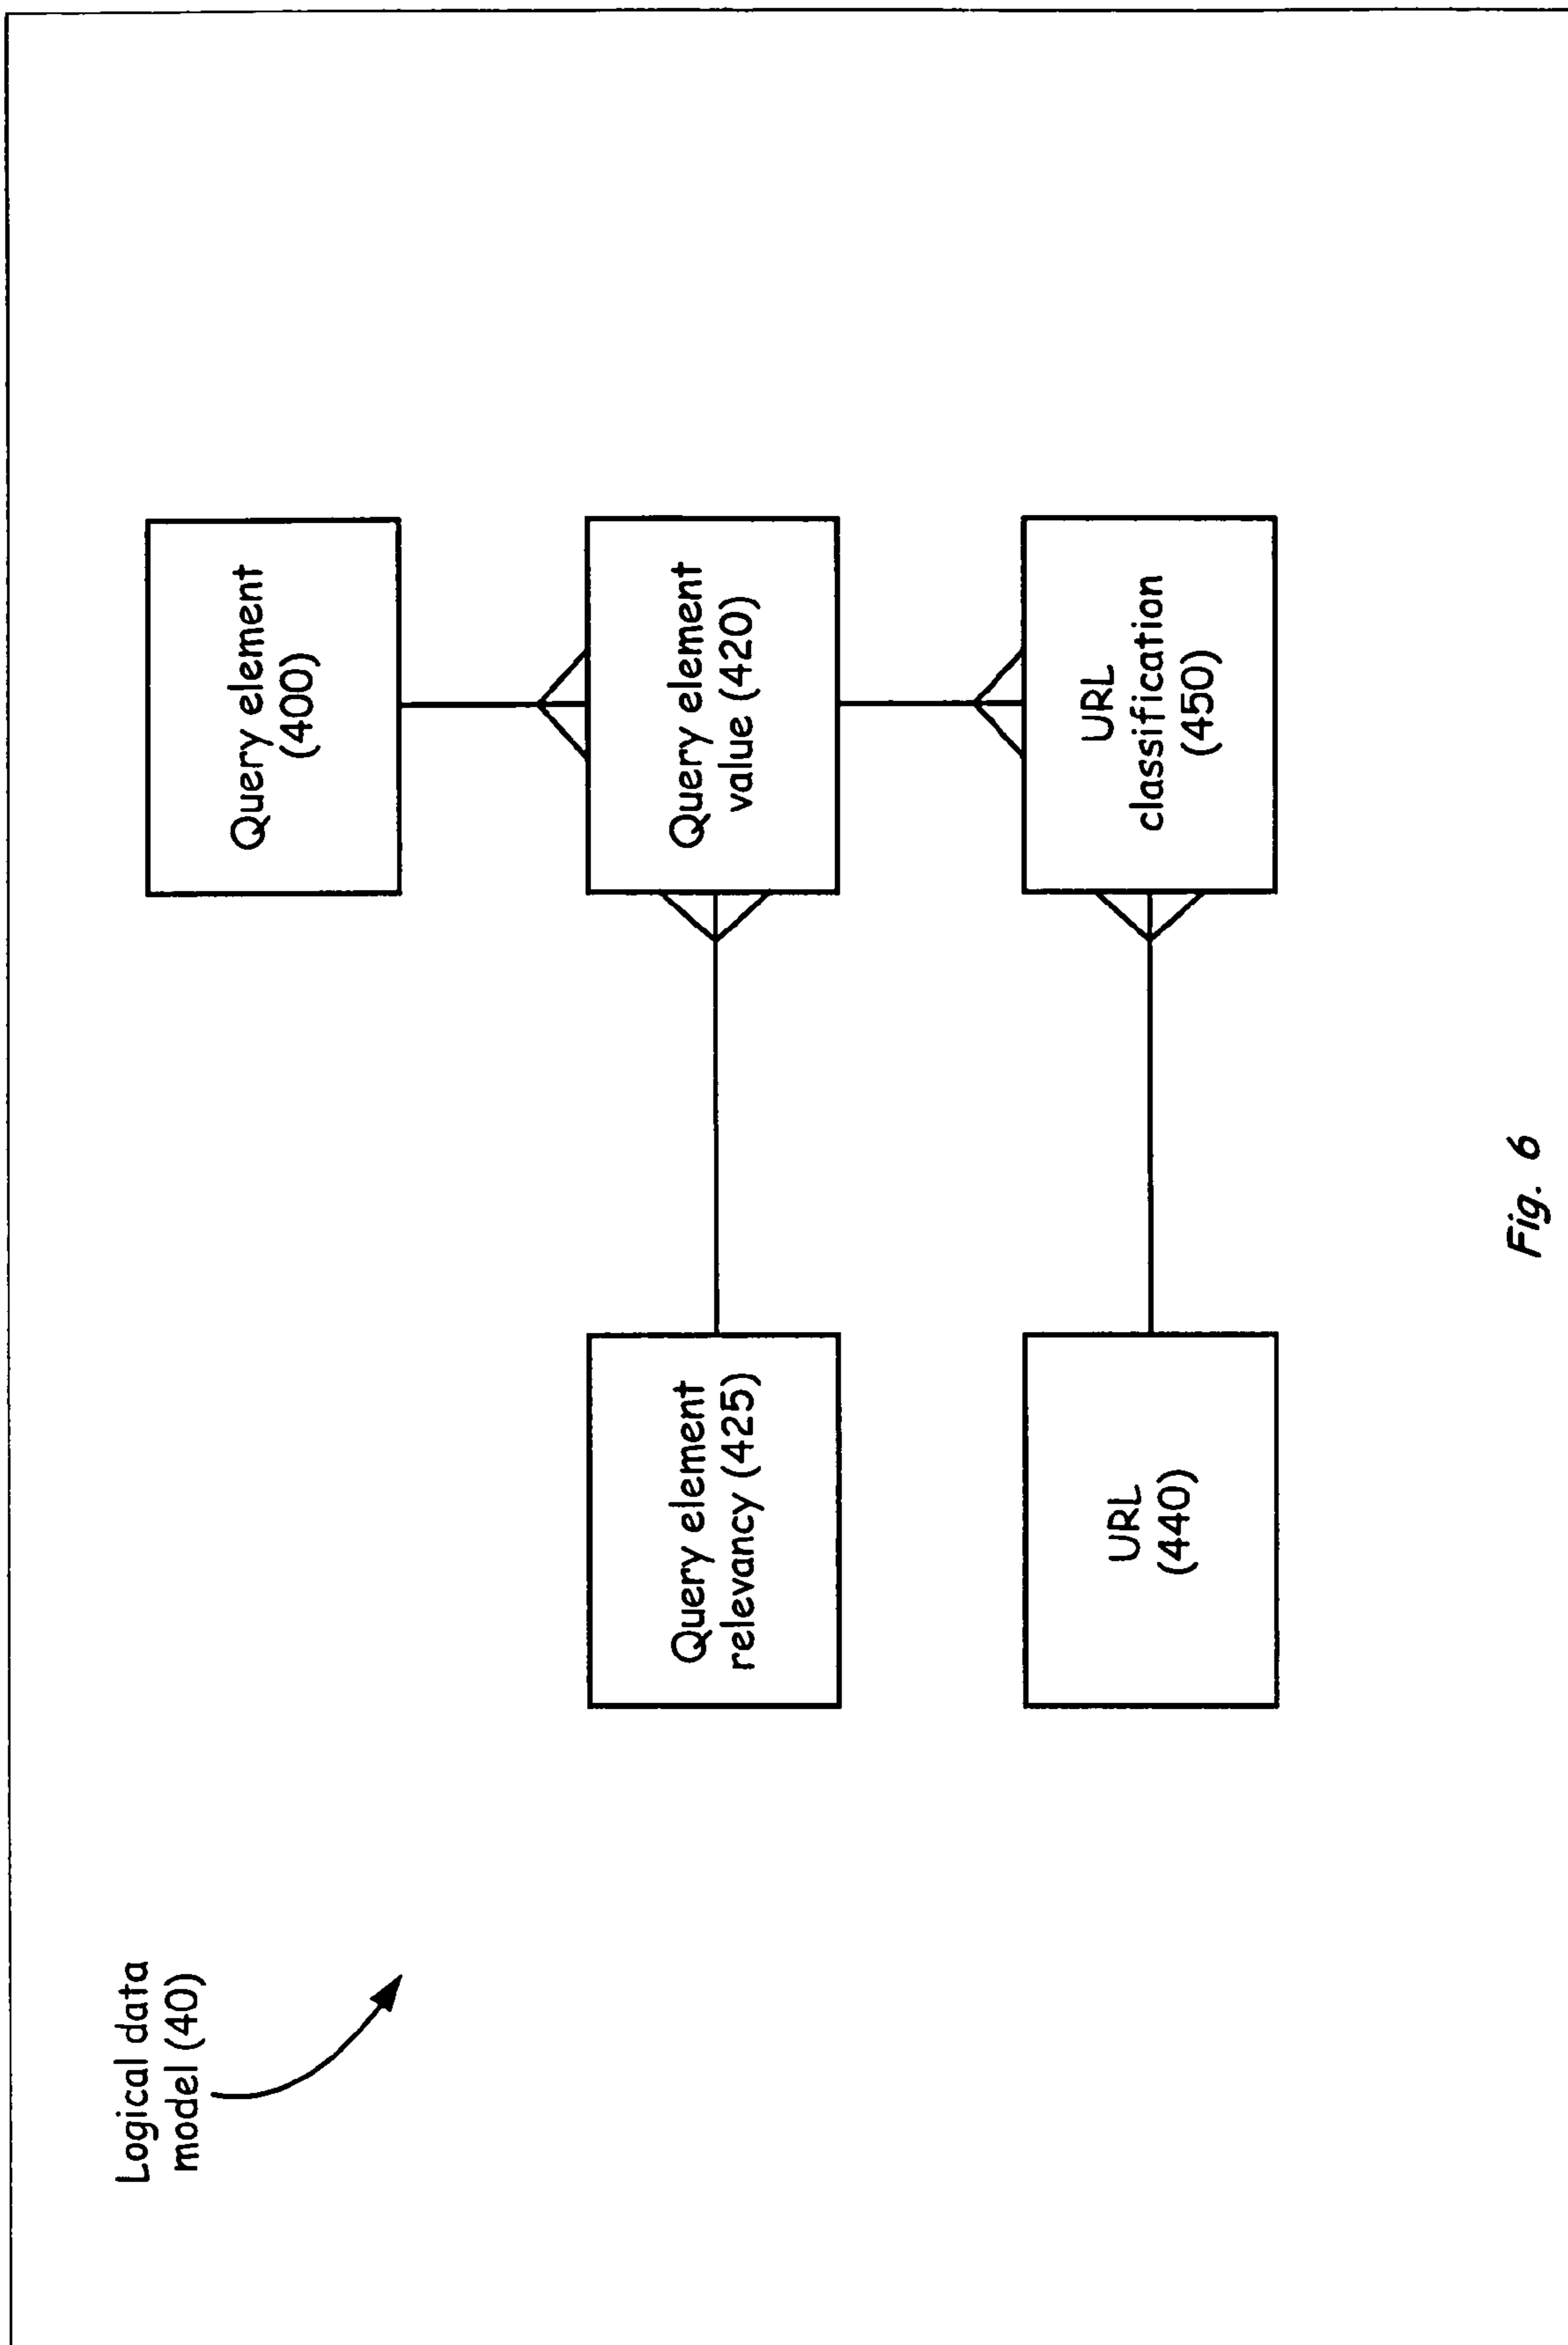 Logical data
model (40)
Query element
(400)
Query element
relevancy (425)
Query element
value (420)
URL
(440)
URL
classification
(450)
Fig. 6